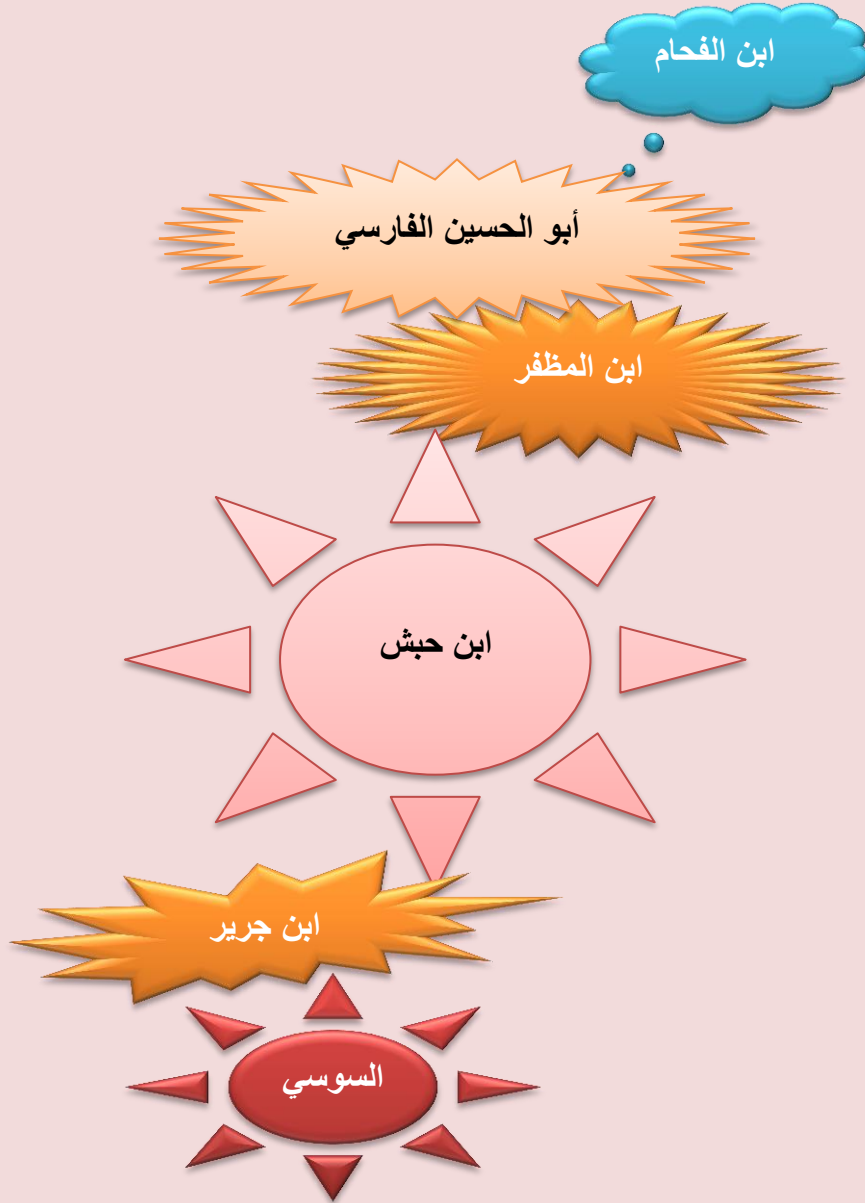 ابن الفحام
أبو الحسين الفارسي
ابن المظفر
ابن حبش
ابن جرير
السوسي